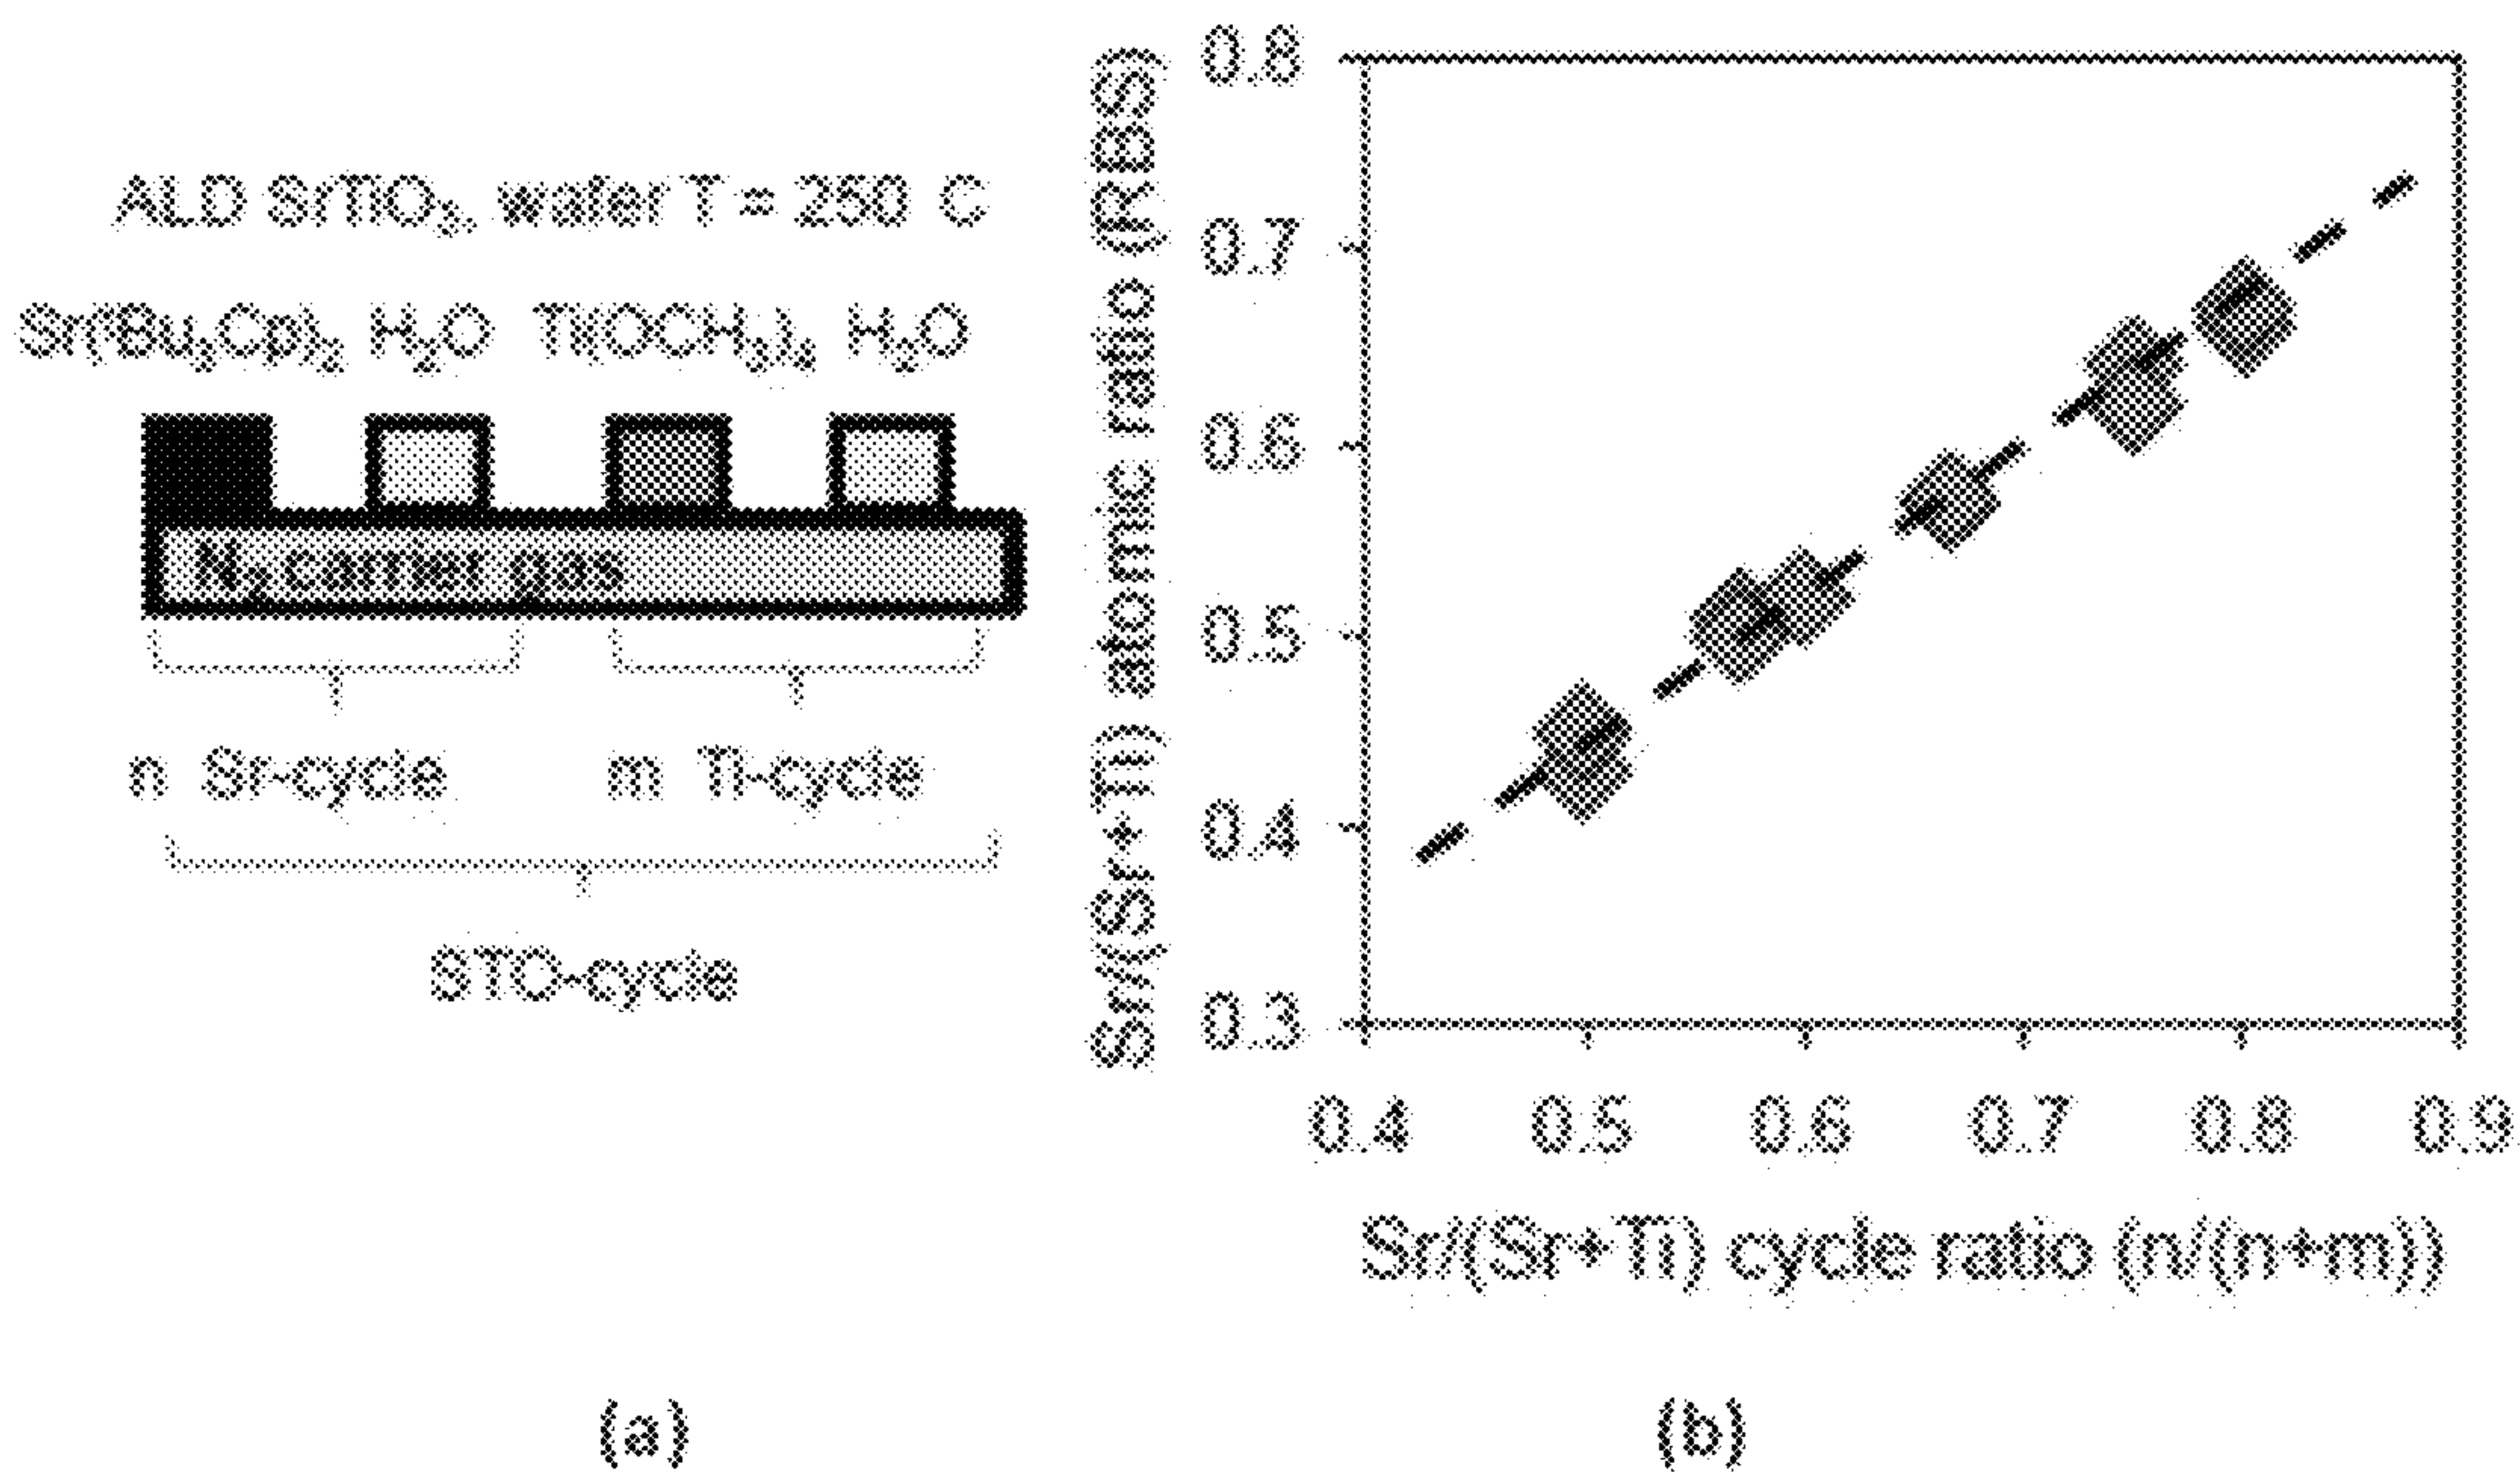 ALD SrTiO₃, wafer T = 250 C
Sr(ᵗBu₃Cp)₂ H₂O Ti(OCH₃)₄ H₂O
N₂ carrier gas
n Sr-cycle m Ti-cycle
STO-cycle
(a)
Sr/(Sr+Ti) atomic ratio (RBS)
0.8
0.7
0.6
0.5
0.4
0.3
0.4 0.5 0.6 0.7 0.8 0.9
Sr/(Sr+Ti) cycle ratio (n/(n+m))
(b)